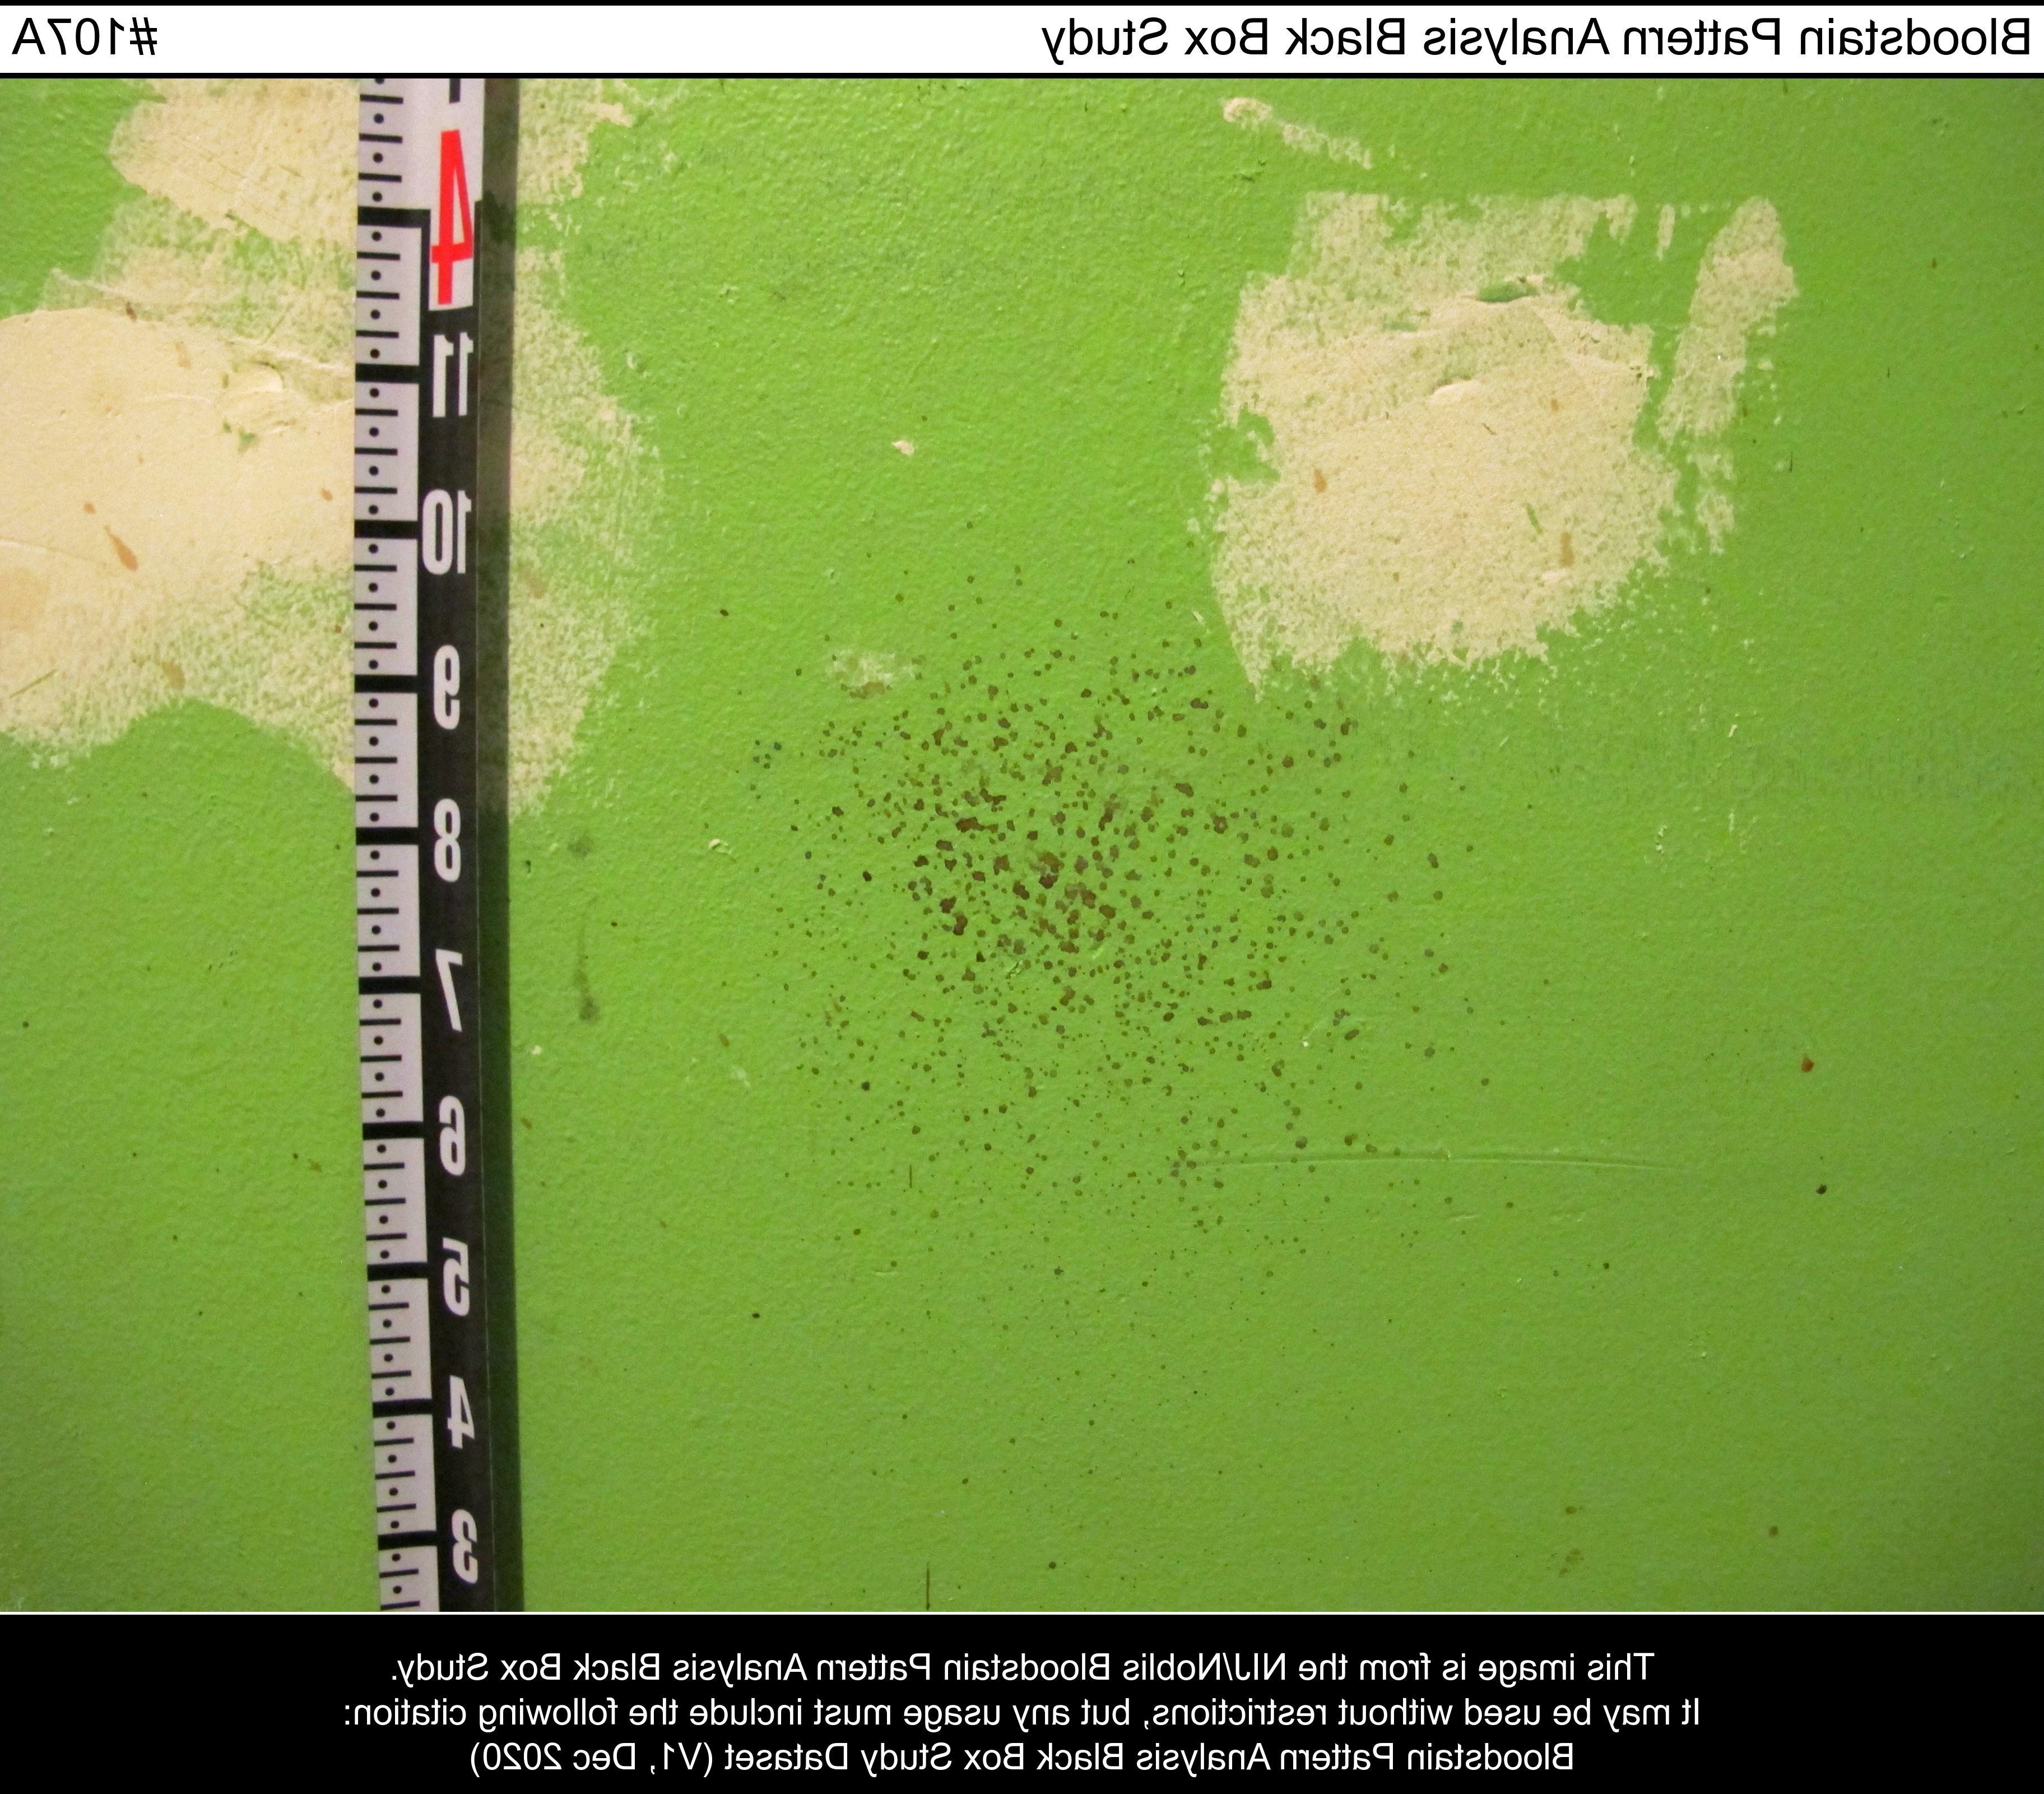 Bloodstain Pattern Analysis Black Box Study #107A
4
11
10
9
8
7
6
5
4
3
This image is from the NIJ/Noblis Bloodstain Pattern Analysis Black Box Study.
It may be used without restrictions, but any usage must include the following citation:
Bloodstain Pattern Analysis Black Box Study Dataset (V1, Dec 2020)